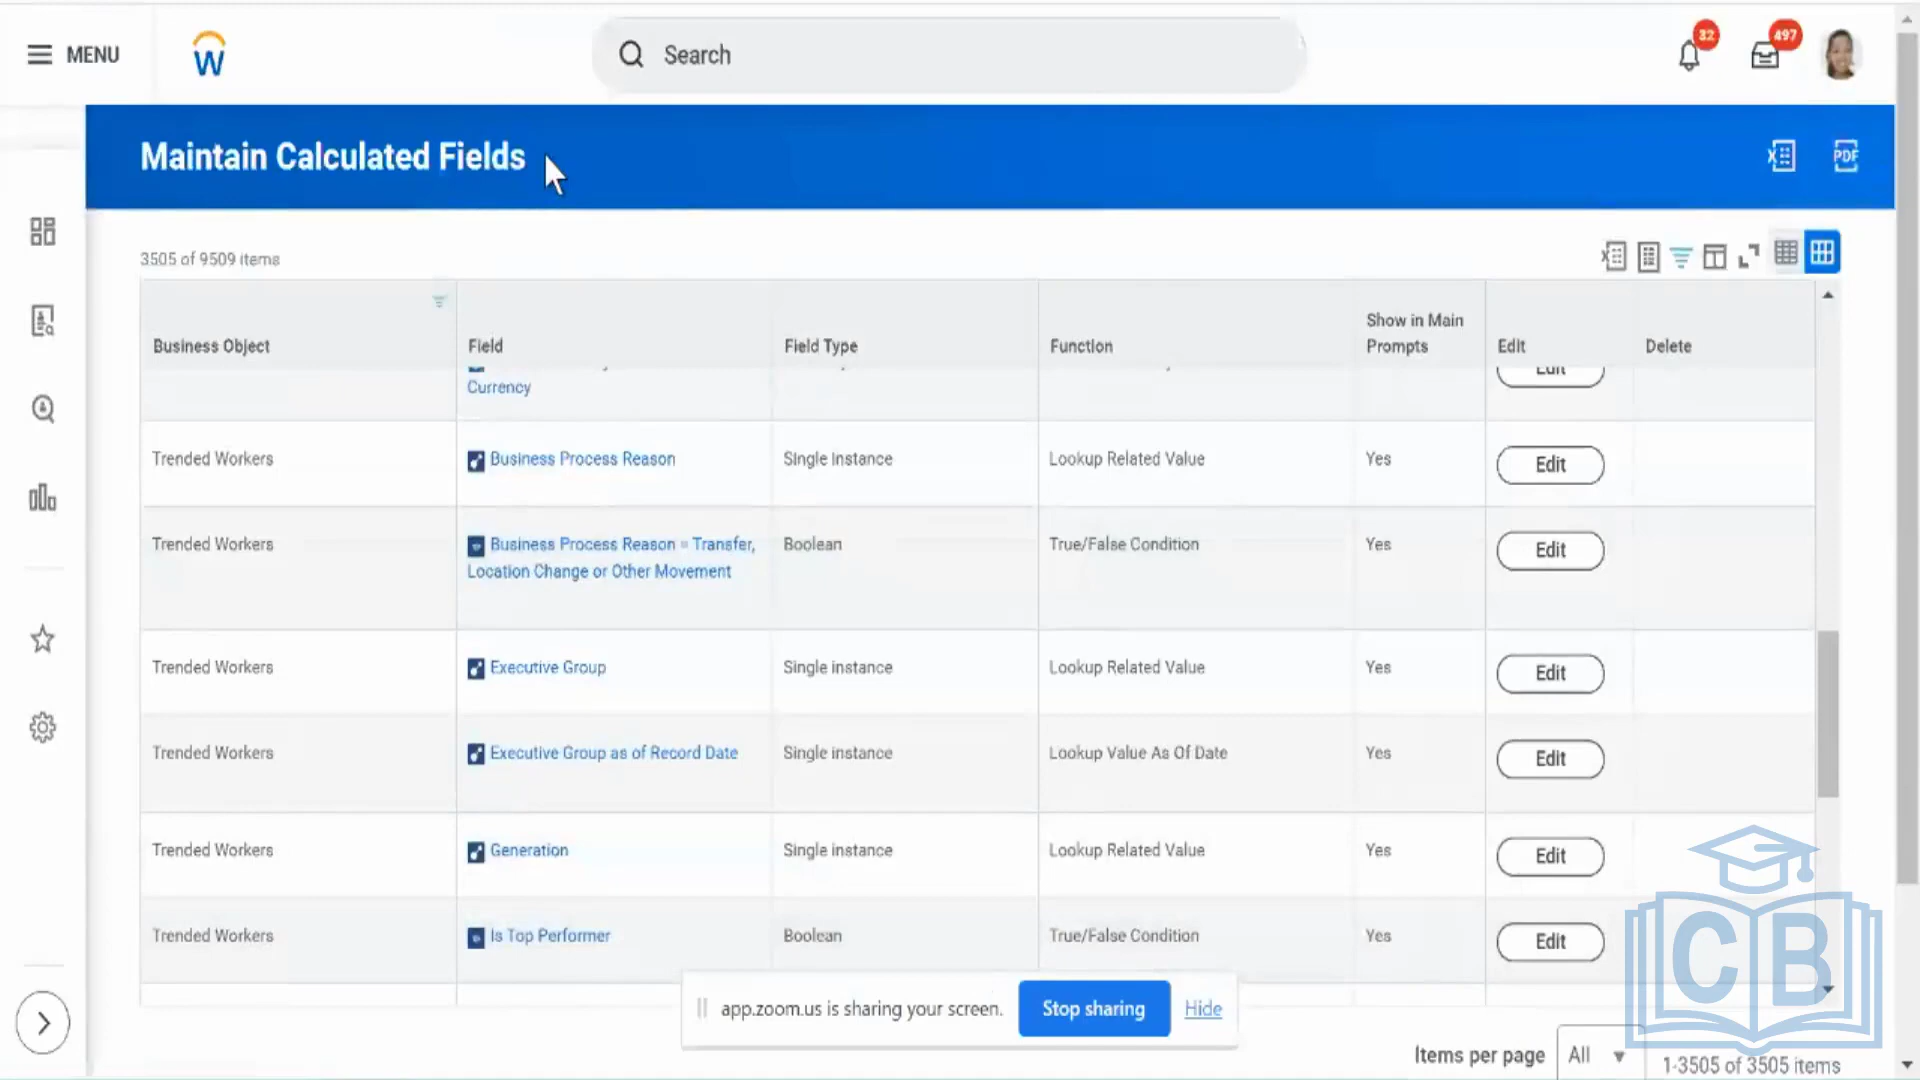 MENU
W
Search
32
497
Maintain Calculated Fields
X
PDF
3505 of 9509 items
Business Object
Field
Field Type
Function
Show in Main
Prompts
Edit
Delete
Currency
Edit
Trended Workers
Business Process Reason
Single Instance
Lookup Related Value
Yes
Edit
Trended Workers
Business Process Reason = Transfer,
Location Change or Other Movement
Boolean
True/False Condition
Yes
Edit
Trended Workers
Executive Group
Single instance
Lookup Related Value
Yes
Edit
Trended Workers
Executive Group as of Record Date
Single instance
Lookup Value As Of Date
Yes
Edit
Trended Workers
Generation
Single instance
Lookup Related Value
Yes
Edit
Trended Workers
Is Top Performer
Boolean
True/False Condition
Yes
Edit
CB
app.zoom.us is sharing your screen.
Stop sharing
Hide
Items per page
All
1-3505 of 3505 items